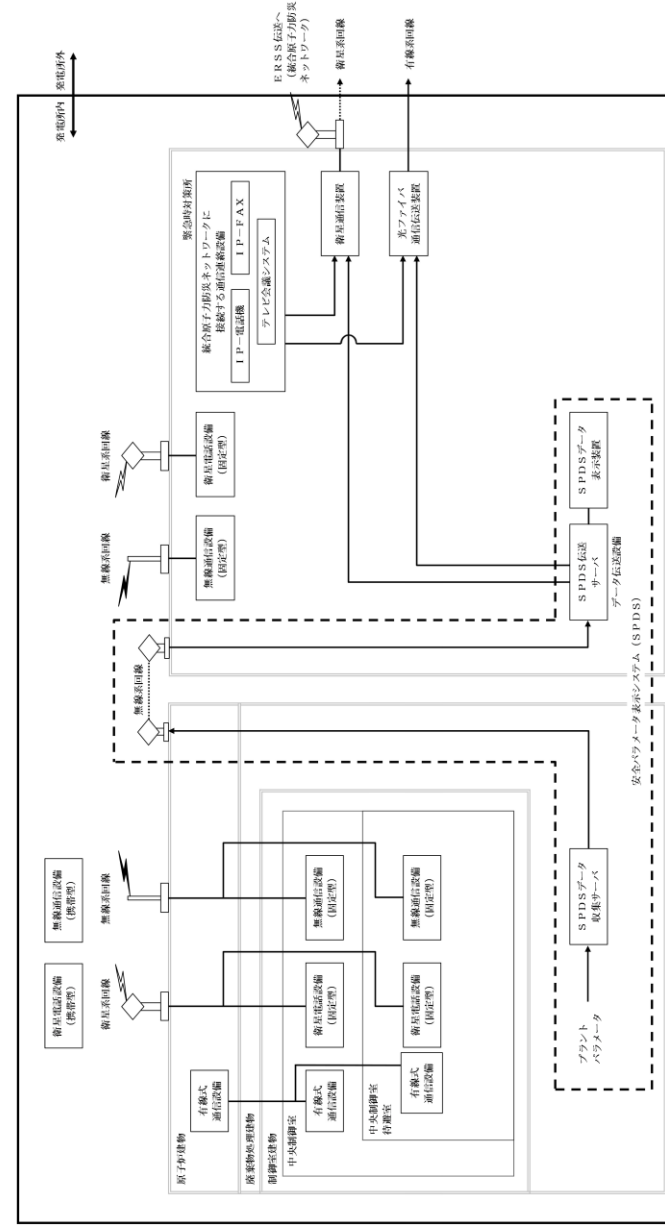 発電所内　発電所外
ＥＲＳＳ伝送へ
（統合原子力防災
ネットワーク）
衛星系回線
有線系回線
緊急時対策所
統合原子力防災ネットワークに
接続する通信連絡設備
ＩＰ－電話機
ＩＰ－ＦＡＸ
テレビ会議システム
衛星通信装置
光ファイバ
通信伝送装置
衛星系回線
衛星電話設備
（固定型）
無線系回線
無線通信設備
（固定型）
無線系回線
ＳＰＤＳデータ
表示装置
ＳＰＤＳ伝送
サーバ
データ伝送設備
安全パラメータ表示システム（ＳＰＤＳ）
無線通信設備
（携帯型）
無線系回線
衛星電話設備
（携帯型）
衛星系回線
原子炉建物
有線式
通信設備
廃棄物処理建物
制御室建物
中央制御室
無線通信設備
（固定型）
衛星電話設備
（固定型）
有線式
通信設備
中央制御室
待避室
無線通信設備
（固定型）
衛星電話設備
（固定型）
有線式
通信設備
ＳＰＤＳデータ
収集サーバ
プラント
パラメータ